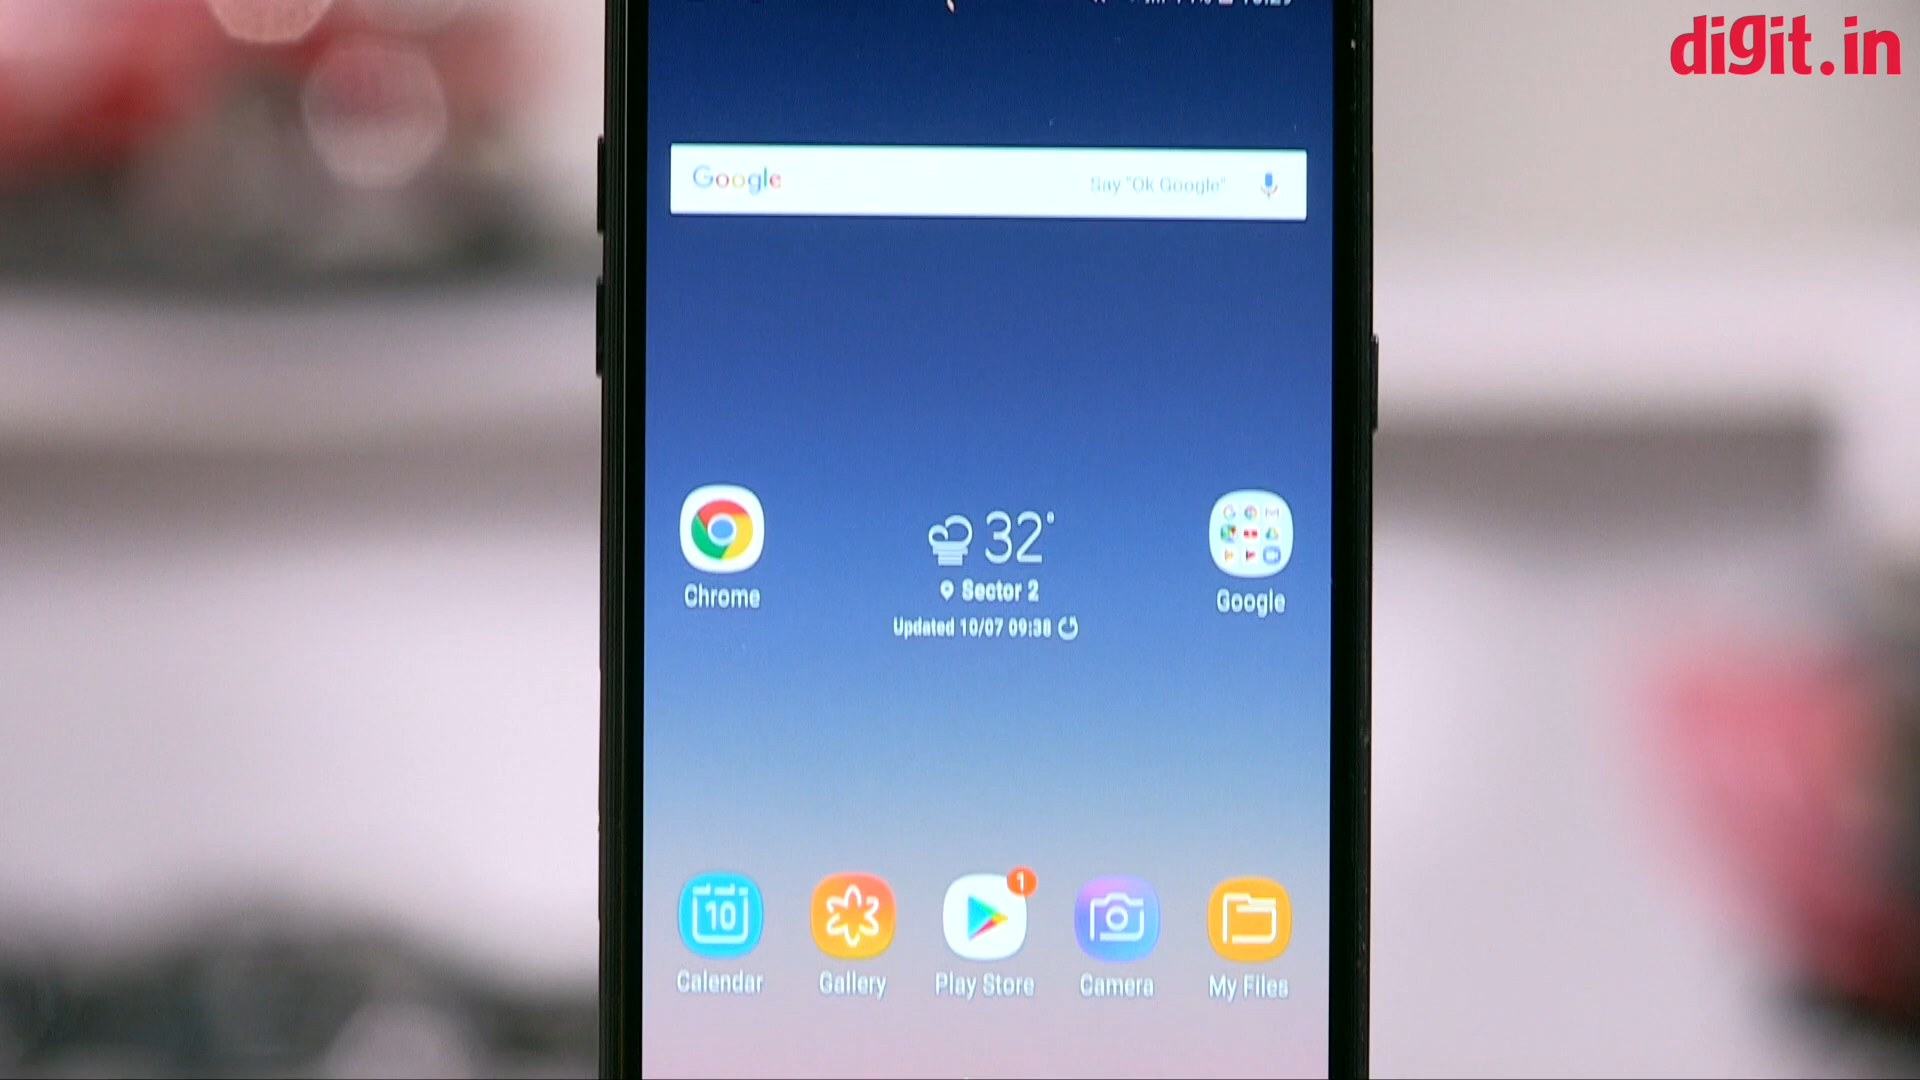 digit.in
Google Say "Ok Google"
32°
Sector 2
Updated 10/07 09:38
Chrome
Google
10
1
Calendar
Gallery
Play Store
Camera
My Files